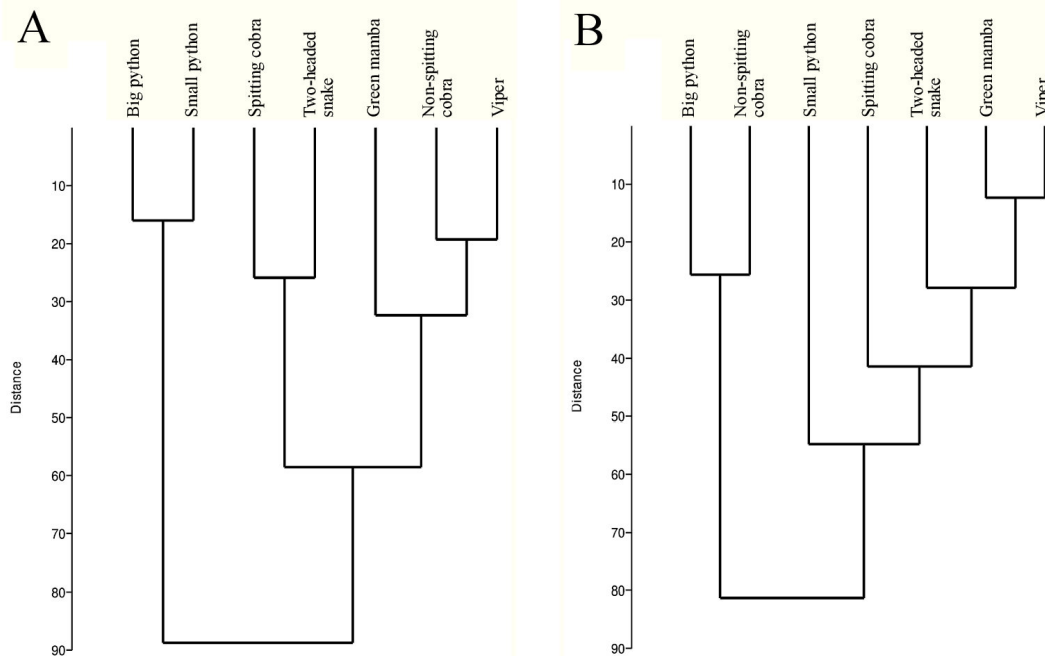 A
Big python
Small python
Spitting cobra
Two-headed
snake
Green mamba
Non-spitting
cobra
Viper
10
20
30
40
50
60
70
80
90
Distance
B
Big python
Non-spitting
cobra
Small python
Spitting cobra
Two-headed
snake
Green mamba
Viper
10
20
30
40
50
60
70
80
90
Distance